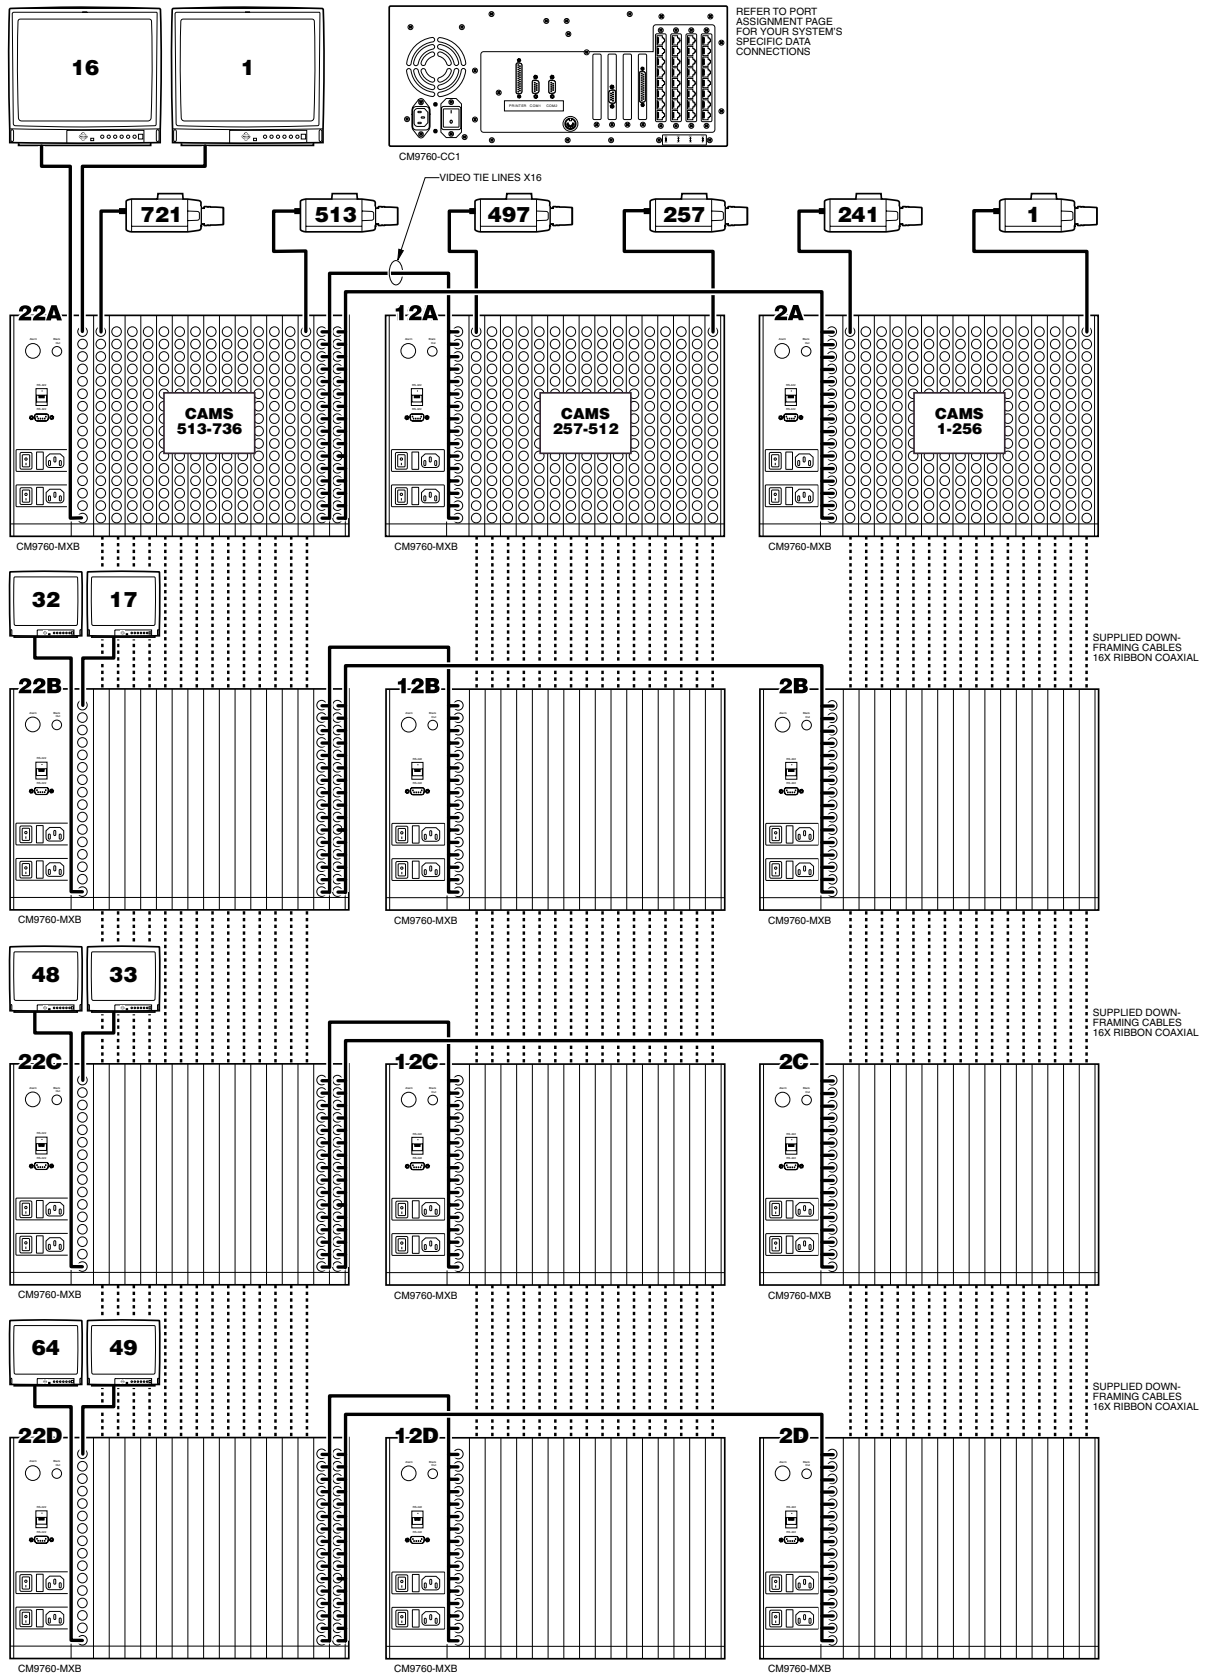 16
1
PRINTER COM1 COM2
CM9760-CC1
REFER TO PORT
ASSIGNMENT PAGE
FOR YOUR SYSTEM'S
SPECIFIC DATA
CONNECTIONS
VIDEO TIE LINES X16
721
513
497
257
241
1
22A
12A
2A
CAMS
513-736
CAMS
257-512
CAMS
1-256
CM9760-MXB
CM9760-MXB
CM9760-MXB
32
17
SUPPLIED DOWN-
FRAMING CABLES
16X RIBBON COAXIAL
22B
12B
2B
CM9760-MXB
CM9760-MXB
CM9760-MXB
48
33
SUPPLIED DOWN-
FRAMING CABLES
16X RIBBON COAXIAL
22C
12C
2C
CM9760-MXB
CM9760-MXB
CM9760-MXB
64
49
SUPPLIED DOWN-
FRAMING CABLES
16X RIBBON COAXIAL
22D
12D
2D
CM9760-MXB
CM9760-MXB
CM9760-MXB